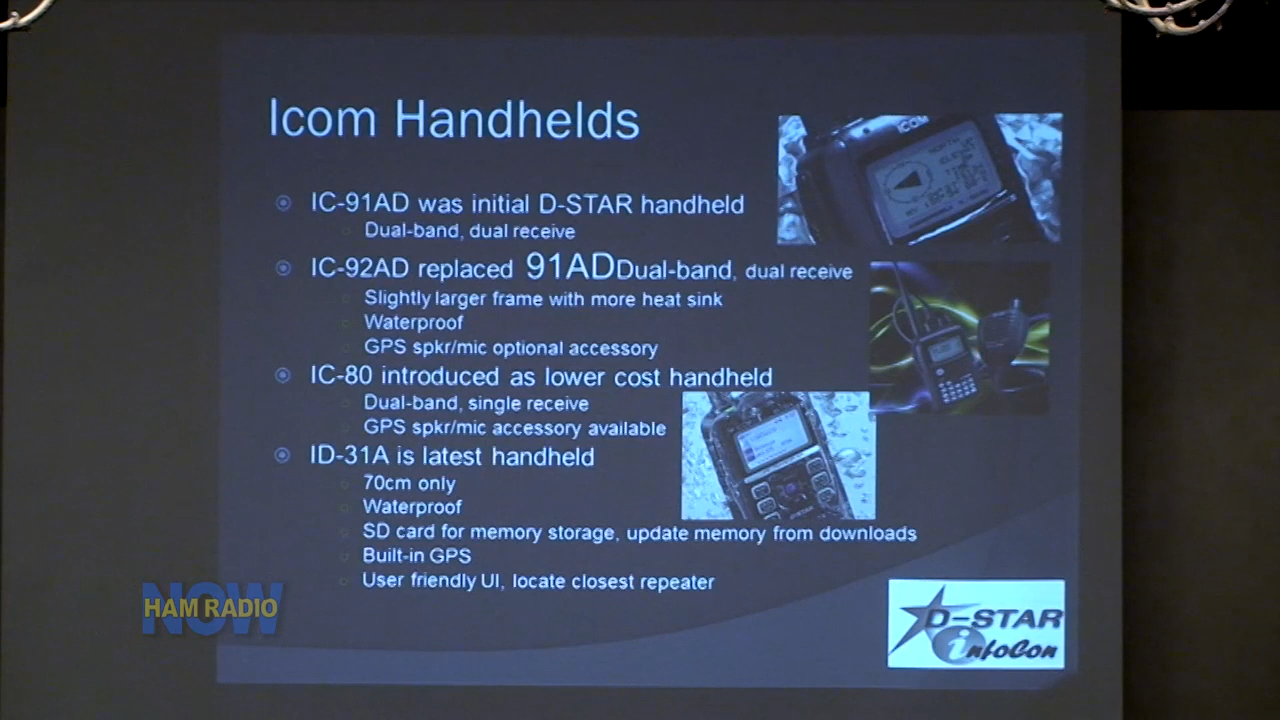 Icom Handhelds
ICOM
IC-91AD was initial D-STAR handheld
Dual-band, dual receive
IC-92AD replaced 91ADDual-band, dual receive
Slightly larger frame with more heat sink
Waterproof
GPS spkr/mic optional accessory
IC-80 introduced as lower cost handheld
Dual-band, single receive
GPS spkr/mic accessory available
ID-31A is latest handheld
70cm only
Waterproof
SD card for memory storage, update memory from downloads
Built-in GPS
User friendly UI, locate closest repeater
NOW
HAM RADIO
D-STAR
infoCon